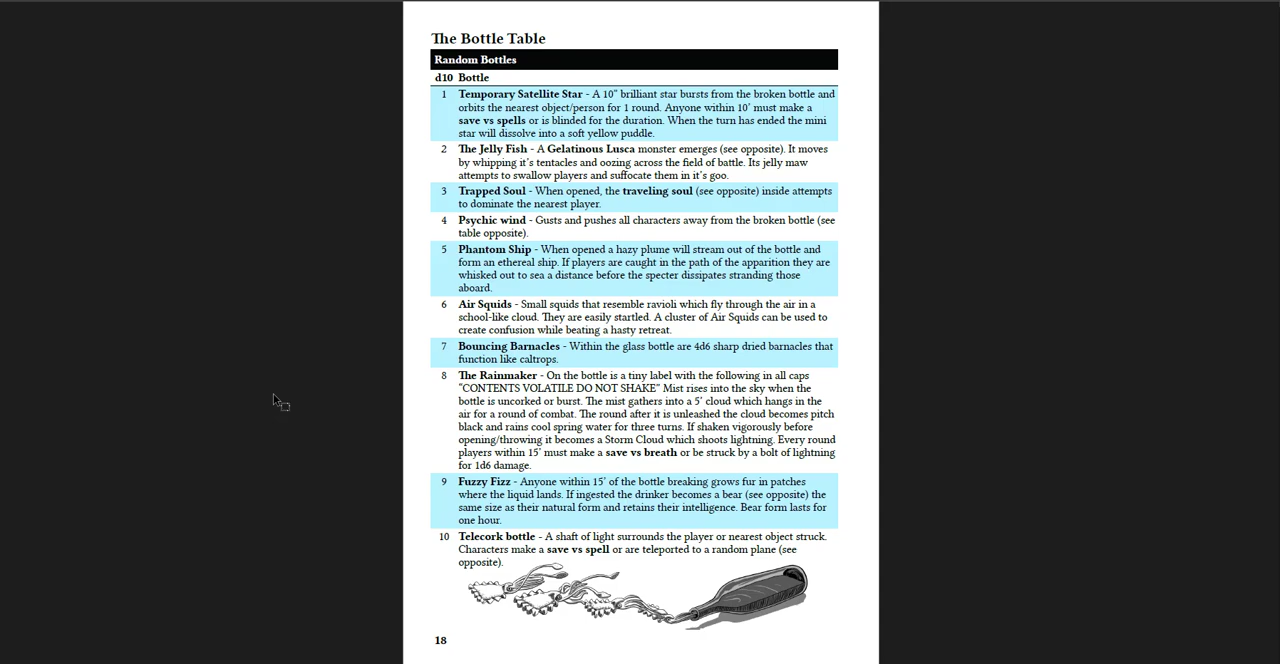 The Bottle Table
Random Bottles
d10 Bottle
1 Temporary Satellite Star - A 10" brilliant star bursts from the broken bottle and
orbits the nearest object/person for 1 round. Anyone within 10' must make a
save vs spells or is blinded for the duration. When the turn has ended the mini
star will dissolve into a soft yellow puddle.
2 The Jelly Fish - A Gelatinous Lusca monster emerges (see opposite). It moves
by whipping it's tentacles and oozing across the field of battle. Its jelly maw
attempts to swallow players and suffocate them in it's goo.
3 Trapped Soul - When opened, the traveling soul (see opposite) inside attempts
to dominate the nearest player.
4 Psychic wind - Gusts and pushes all characters away from the broken bottle (see
table opposite).
5 Phantom Ship - When opened a hazy plume will stream out of the bottle and
form an ethereal ship. If players are caught in the path of the apparition they are
whisked out to sea a distance before the specter dissipates stranding those
aboard.
6 Air Squids - Small squids that resemble ravioli which fly through the air in a
school-like cloud. They are easily startled. A cluster of Air Squids can be used to
create confusion while beating a hasty retreat.
7 Bouncing Barnacles - Within the glass bottle are 4d6 sharp dried barnacles that
function like caltrops.
8 The Rainmaker - On the bottle is a tiny label with the following in all caps
"CONTENTS VOLATILE DO NOT SHAKE" Mist rises into the sky when the
bottle is uncorked or burst. The mist gathers into a 5' cloud which hangs in the
air for a round of combat. The round after it is unleashed the cloud becomes pitch
black and rains cool spring water for three turns. If shaken vigorously before
opening/throwing it becomes a Storm Cloud which shoots lightning. Every round
players within 15' must make a save vs breath or be struck by a bolt of lightning
for 1d6 damage.
9 Fuzzy Fizz - Anyone within 15' of the bottle breaking grows fur in patches
where the liquid lands. If ingested the drinker becomes a bear (see opposite) the
same size as their natural form and retains their intelligence. Bear form lasts for
one hour.
10 Telecork bottle - A shaft of light surrounds the player or nearest object struck.
Characters make a save vs spell or are teleported to a random plane (see
opposite).
18